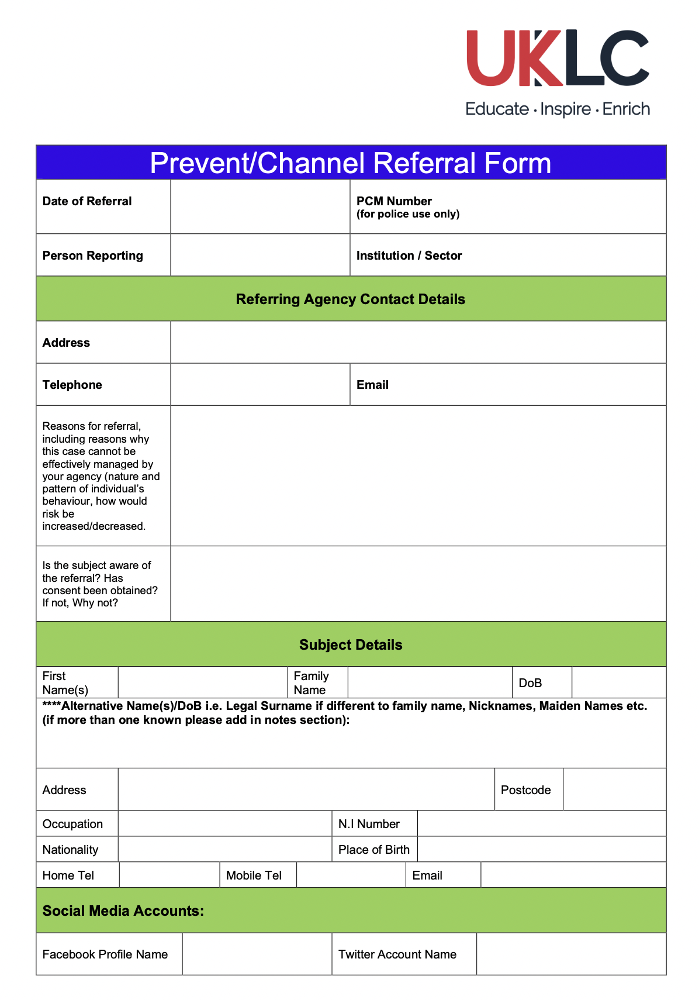 UKLC
Educate · Inspire · Enrich
Prevent/Channel Referral Form
Date of Referral
PCM Number
(for police use only)
Person Reporting
Institution / Sector
Referring Agency Contact Details
Address
Telephone
Email
Reasons for referral,
including reasons why
this case cannot be
effectively managed by
your agency (nature and
pattern of individual’s
behaviour, how would
risk be
increased/decreased.
Is the subject aware of
the referral? Has
consent been obtained?
If not, Why not?
Subject Details
First
Name(s)
Family
Name
DoB
****Alternative Name(s)/DoB i.e. Legal Surname if different to family name, Nicknames, Maiden Names etc.
(if more than one known please add in notes section):
Address
Postcode
Occupation
N.I Number
Nationality
Place of Birth
Home Tel
Mobile Tel
Email
Social Media Accounts:
Facebook Profile Name
Twitter Account Name